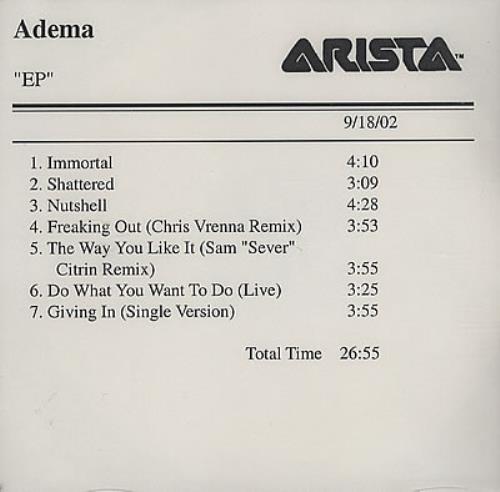 Adema
ARISTA™
"EP"
9/18/02
1. Immortal 4:10
2. Shattered 3:09
3. Nutshell 4:28
4. Freaking Out (Chris Vrenna Remix) 3:53
5. The Way You Like It (Sam "Sever"
Citrin Remix) 3:55
6. Do What You Want To Do (Live) 3:25
7. Giving In (Single Version) 3:55
Total Time 26:55